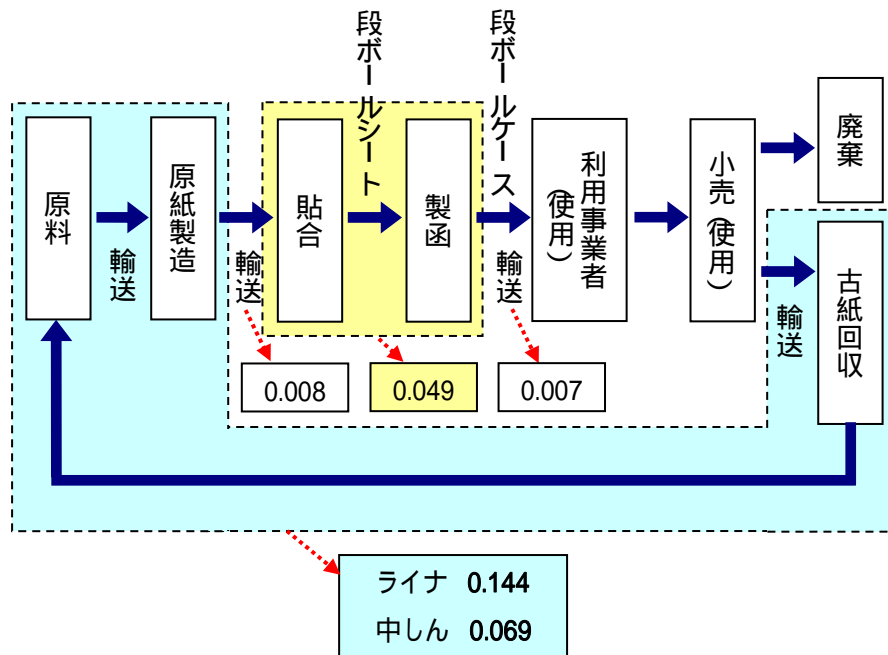 段ボールシート
段ボールケース
原料
輸送
原紙製造
輸送
貼合
製函
輸送
利用事業者
(使用)
小売(使用)
廃棄
輸送
古紙回収
0.008
0.049
0.007
ライナ 0.144
中しん 0.069